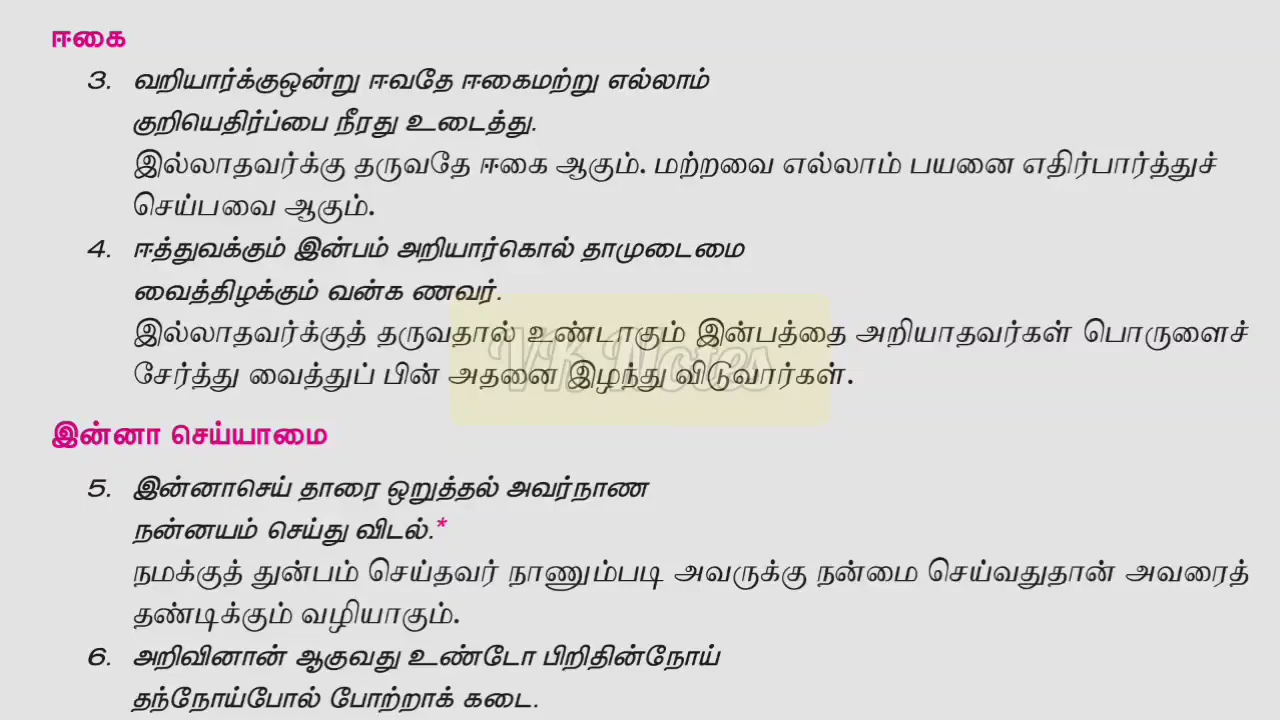 ஈகை
3. வறியார்க்குஒன்று ஈவதே ஈகைமற்று எல்லாம்
குறியெதிர்ப்பை நீரது உடைத்து.
இல்லாதவர்க்கு தருவதே ஈகை ஆகும். மற்றவை எல்லாம் பயனை எதிர்பார்த்துச்
செய்பவை ஆகும்.
4. ஈத்துவக்கும் இன்பம் அறியார்கொல் தாமுடைமை
வைத்திழக்கும் வன்க ணவர்.
இல்லாதவர்க்குத் தருவதால் உண்டாகும் இன்பத்தை அறியாதவர்கள் பொருளைச்
சேர்த்து வைத்துப் பின் அதனை இழந்து விடுவார்கள்.
VK Notes
இன்னா செய்யாமை
5. இன்னாசெய் தாரை ஒறுத்தல் அவர்நாண
நன்னயம் செய்து விடல்.*
நமக்குத் துன்பம் செய்தவர் நாணும்படி அவருக்கு நன்மை செய்வதுதான் அவரைத்
தண்டிக்கும் வழியாகும்.
6. அறிவினான் ஆகுவது உண்டோ பிறிதின்நோய்
தந்நோய்போல் போற்றாக் கடை.